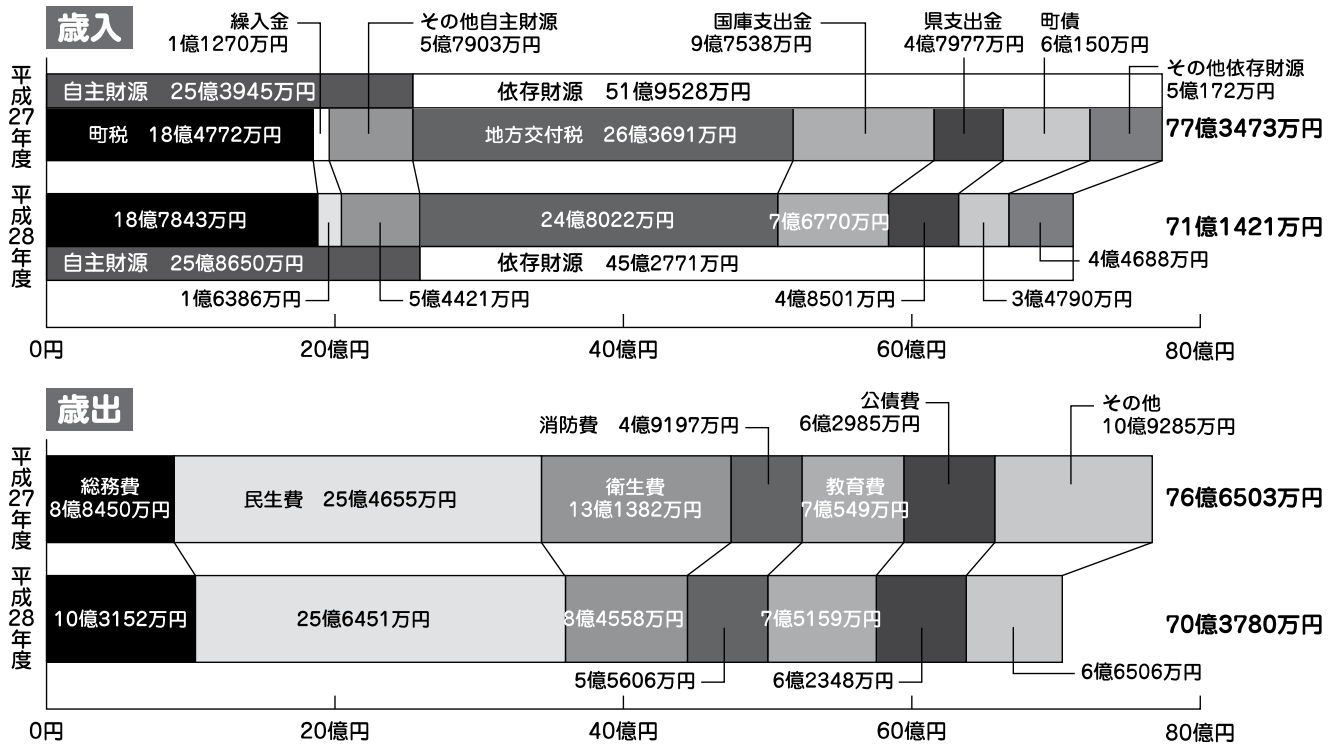 歳入
繰入金
1億1270万円
その他自主財源
5億7903万円
国庫支出金
9億7538万円
県支出金
4億7977万円
町債
6億150万円
その他依存財源
5億172万円
平成27年度
自主財源 25億3945万円
依存財源 51億9528万円
町税 18億4772万円
地方交付税 26億3691万円
77億3473万円
平成28年度
18億7843万円
24億8022万円
7億6770万円
71億1421万円
自主財源 25億8650万円
依存財源 45億2771万円
4億4688万円
1億6386万円
5億4421万円
4億8501万円
3億4790万円
0円
20億円
40億円
60億円
80億円
歳出
消防費 4億9197万円
公債費
6億2985万円
その他
10億9285万円
平成27年度
総務費
8億8450万円
民生費 25億4655万円
衛生費
13億1382万円
教育費
7億549万円
76億6503万円
平成28年度
10億3152万円
25億6451万円
8億4558万円
7億5159万円
70億3780万円
5億5606万円
6億2348万円
6億6506万円
0円
20億円
40億円
60億円
80億円